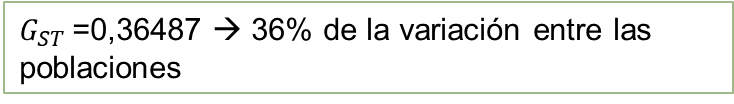 G_ST =0,36487 → 36% de la variación entre las
poblaciones